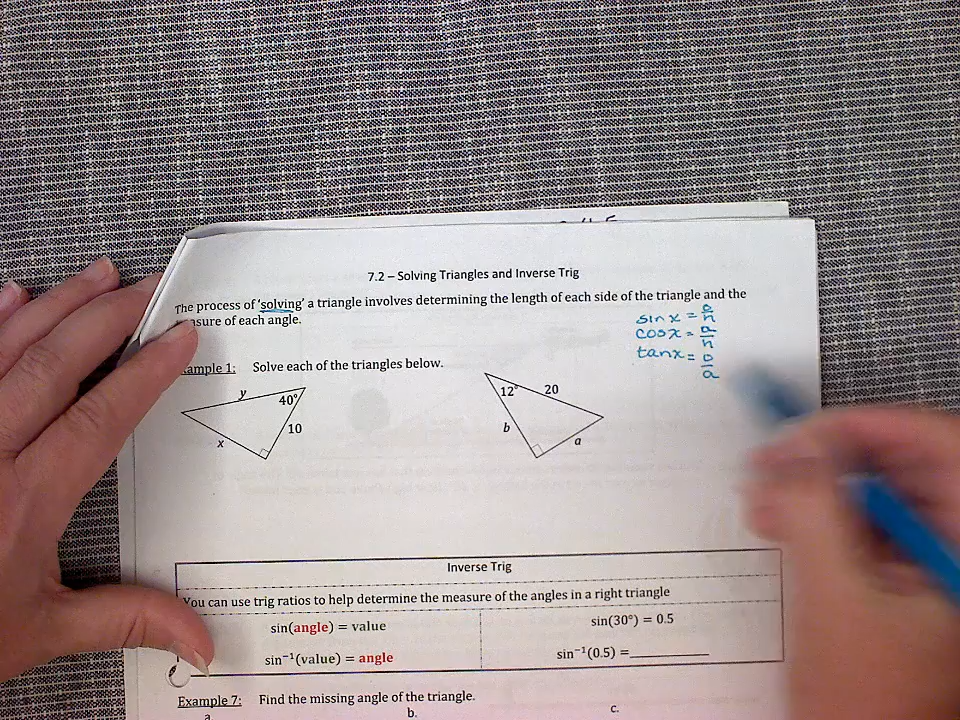 7.2 – Solving Triangles and Inverse Trig
The process of 'solving' a triangle involves determining the length of each side of the triangle and the
of each angle.
sin x = o/h
cos x = a/h
tan x = o/a
Example 1: Solve each of the triangles below.
y
40°
10
x
12°
20
b
a
Inverse Trig
You can use trig ratios to help determine the measure of the angles in a right triangle
sin(angle) = value
sin(30°) = 0.5
sin⁻¹(value) = angle
sin⁻¹(0.5) =__________
Example 7: Find the missing angle of the triangle.
a.
b.
c.